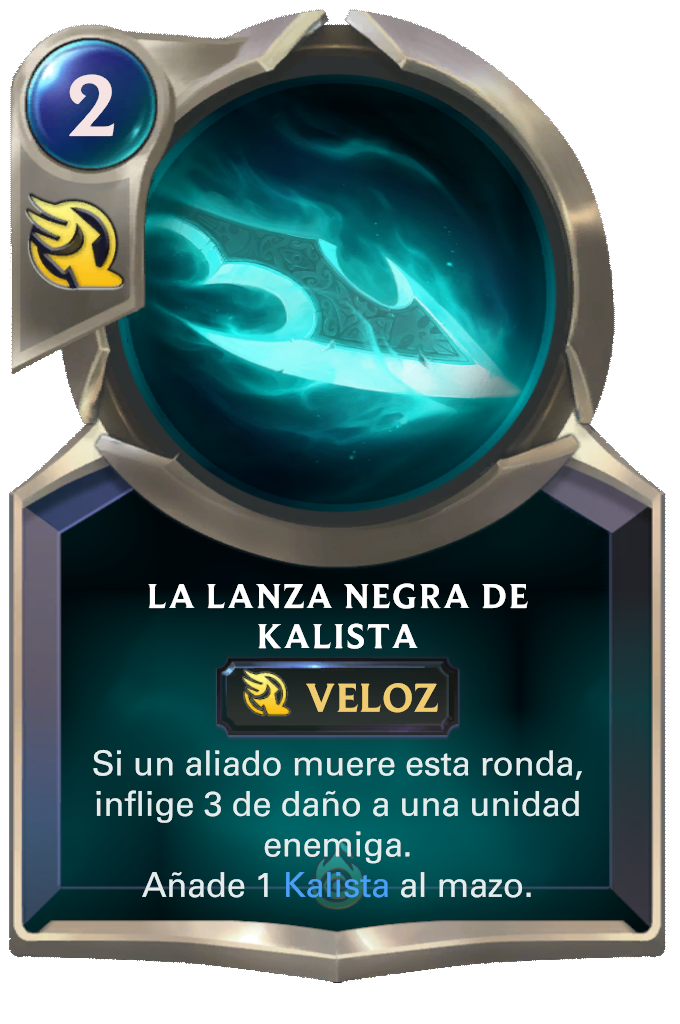 2
LA LANZA NEGRA DE
KALISTA
VELOZ
Si un aliado muere esta ronda,
inflige 3 de daño a una unidad
enemiga.
Añade 1 Kalista al mazo.